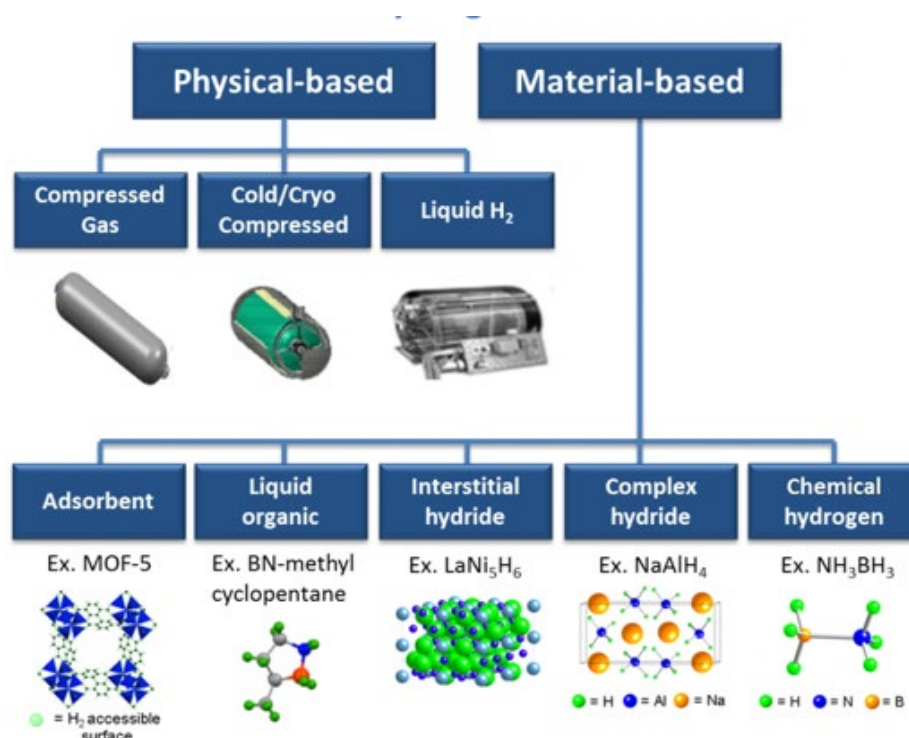 Physical-based
Material-based
Compressed
Gas
Cold/Cryo
Compressed
Liquid H₂
Adsorbent
Liquid
organic
Interstitial
hydride
Complex
hydride
Chemical
hydrogen
Ex. MOF-5
Ex. BN-methyl
cyclopentane
Ex. LaNi₅H₆
Ex. NaAlH₄
Ex. NH₃BH₃
= H₂ accessible
surface
= H = Al = Na
= H = N = B